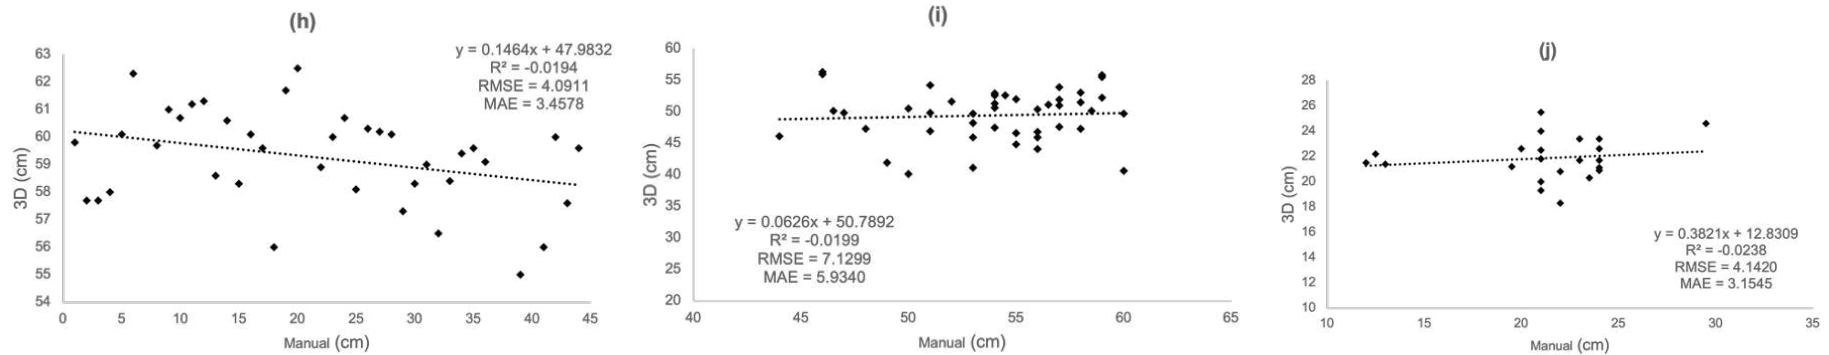 (h)
y = 0.1464x + 47.9832
R² = -0.0194
RMSE = 4.0911
MAE = 3.4578
63
62
61
60
59
58
57
56
55
54
3D (cm)
0 5 10 15 20 25 30 35 40 45
Manual (cm)
(i)
60
55
50
45
40
35
30
25
20
3D (cm)
y = 0.0626x + 50.7892
R² = -0.0199
RMSE = 7.1299
MAE = 5.9340
40 45 50 55 60 65
Manual (cm)
(j)
28
26
24
22
20
18
16
14
12
10
3D (cm)
y = 0.3821x + 12.8309
R² = -0.0238
RMSE = 4.1420
MAE = 3.1545
10 15 20 25 30 35
Manual (cm)